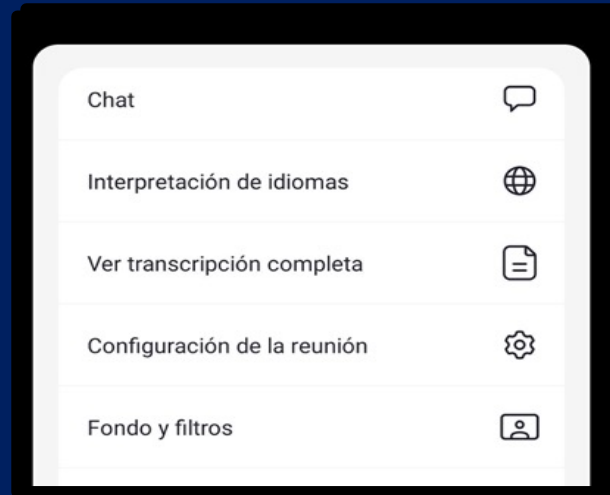 Chat
Interpretación de idiomas
Ver transcripción completa
Configuración de la reunión
Fondo y filtros